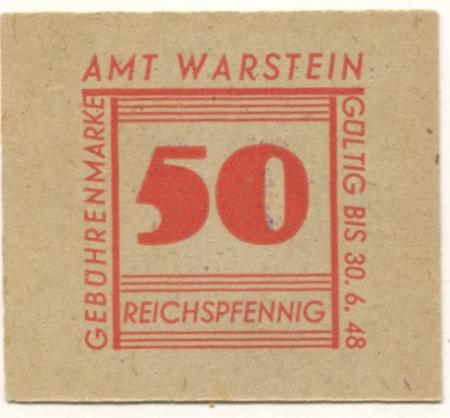 AMT WARSTEIN
GEBÜHRENMARKE
50
REICHSPFENNIG
GÜLTIG BIS 30.6.48